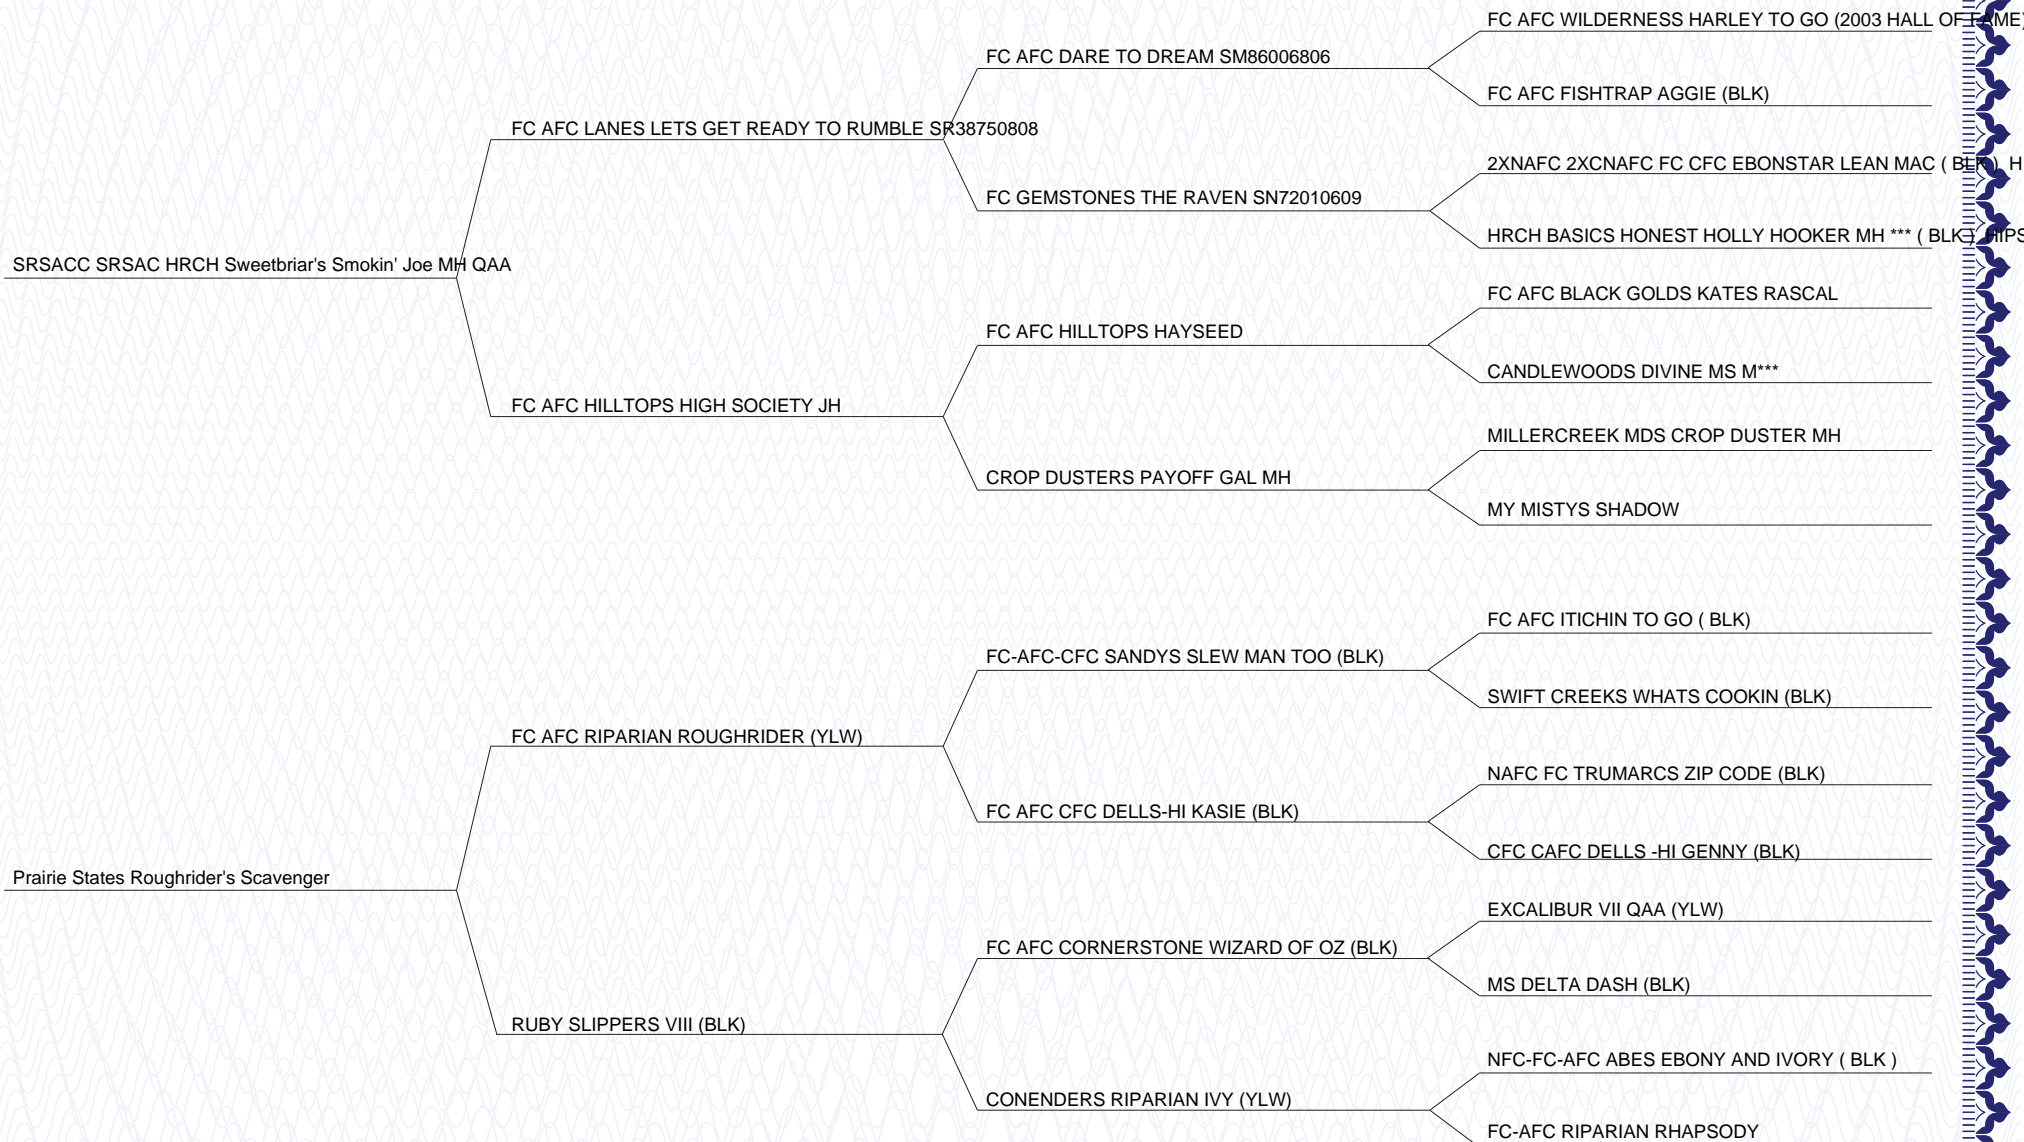 FC AFC WILDERNESS HARLEY TO GO (2003 HALL OF FAME)
FC AFC DARE TO DREAM SM86006806
FC AFC FISHTRAP AGGIE (BLK)
FC AFC LANES LETS GET READY TO RUMBLE SR38750808
2XNAFC 2XCNAFC FC CFC EBONSTAR LEAN MAC ( BLK ) H
FC GEMSTONES THE RAVEN SN72010609
HRCH BASICS HONEST HOLLY HOOKER MH *** ( BLK ) HIPS
SRSACC SRSAC HRCH Sweetbriar's Smokin' Joe MH QAA
FC AFC BLACK GOLDS KATES RASCAL
FC AFC HILLTOPS HAYSEED
CANDLEWOODS DIVINE MS M***
FC AFC HILLTOPS HIGH SOCIETY JH
MILLERCREEK MDS CROP DUSTER MH
CROP DUSTERS PAYOFF GAL MH
MY MISTYS SHADOW
FC AFC ITICHIN TO GO ( BLK)
FC-AFC-CFC SANDYS SLEW MAN TOO (BLK)
SWIFT CREEKS WHATS COOKIN (BLK)
FC AFC RIPARIAN ROUGHRIDER (YLW)
NAFC FC TRUMARCS ZIP CODE (BLK)
FC AFC CFC DELLS-HI KASIE (BLK)
CFC CAFC DELLS -HI GENNY (BLK)
Prairie States Roughrider's Scavenger
EXCALIBUR VII QAA (YLW)
FC AFC CORNERSTONE WIZARD OF OZ (BLK)
MS DELTA DASH (BLK)
RUBY SLIPPERS VIII (BLK)
NFC-FC-AFC ABES EBONY AND IVORY ( BLK )
CONENDERS RIPARIAN IVY (YLW)
FC-AFC RIPARIAN RHAPSODY